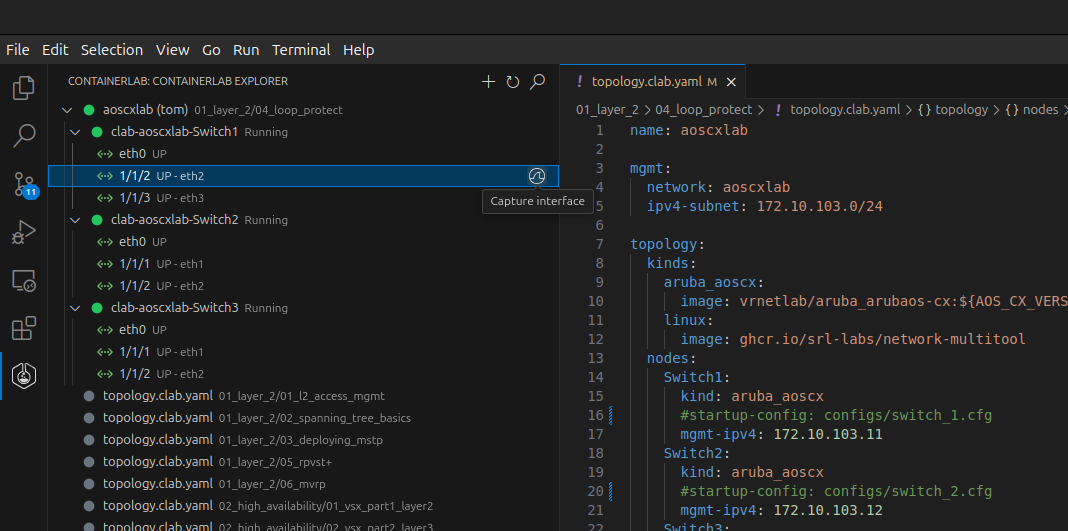 File Edit Selection View Go Run Terminal Help
CONTAINERLAB: CONTAINERLAB EXPLORER
aoscxlab (tom) 01_layer_2/04_loop_protect
clab-aoscxlab-Switch1 Running
eth0 UP
1/1/2 UP - eth2
Capture interface
1/1/3 UP - eth3
clab-aoscxlab-Switch2 Running
eth0 UP
1/1/1 UP - eth1
1/1/2 UP - eth2
clab-aoscxlab-Switch3 Running
eth0 UP
1/1/1 UP - eth1
1/1/2 UP - eth2
topology.clab.yaml 01_layer_2/01_l2_access_mgmt
topology.clab.yaml 01_layer_2/02_spanning_tree_basics
topology.clab.yaml 01_layer_2/03_deploying_mstp
topology.clab.yaml 01_layer_2/05_rpvst+
topology.clab.yaml 01_layer_2/06_mvrp
topology.clab.yaml 02_high_availability/01_vsx_part1_layer2
topology.clab.yaml 02_high_availability/02_vsx_part2_layer3
11
! topology.clab.yaml M
01_layer_2 > 04_loop_protect > ! topology.clab.yaml > {} topology > {} nodes >
1 name: aoscxlab
2
3 mgmt:
4 network: aoscxlab
5 ipv4-subnet: 172.10.103.0/24
6
7 topology:
8 kinds:
9 aruba_aoscx:
10 image: vrnetlab/aruba_arubaos-cx:${AOS_CX_VERS
11 linux:
12 image: ghcr.io/srl-labs/network-multitool
13 nodes:
14 Switch1:
15 kind: aruba_aoscx
16 #startup-config: configs/switch_1.cfg
17 mgmt-ipv4: 172.10.103.11
18 Switch2:
19 kind: aruba_aoscx
20 #startup-config: configs/switch_2.cfg
21 mgmt-ipv4: 172.10.103.12
22 Switch3: